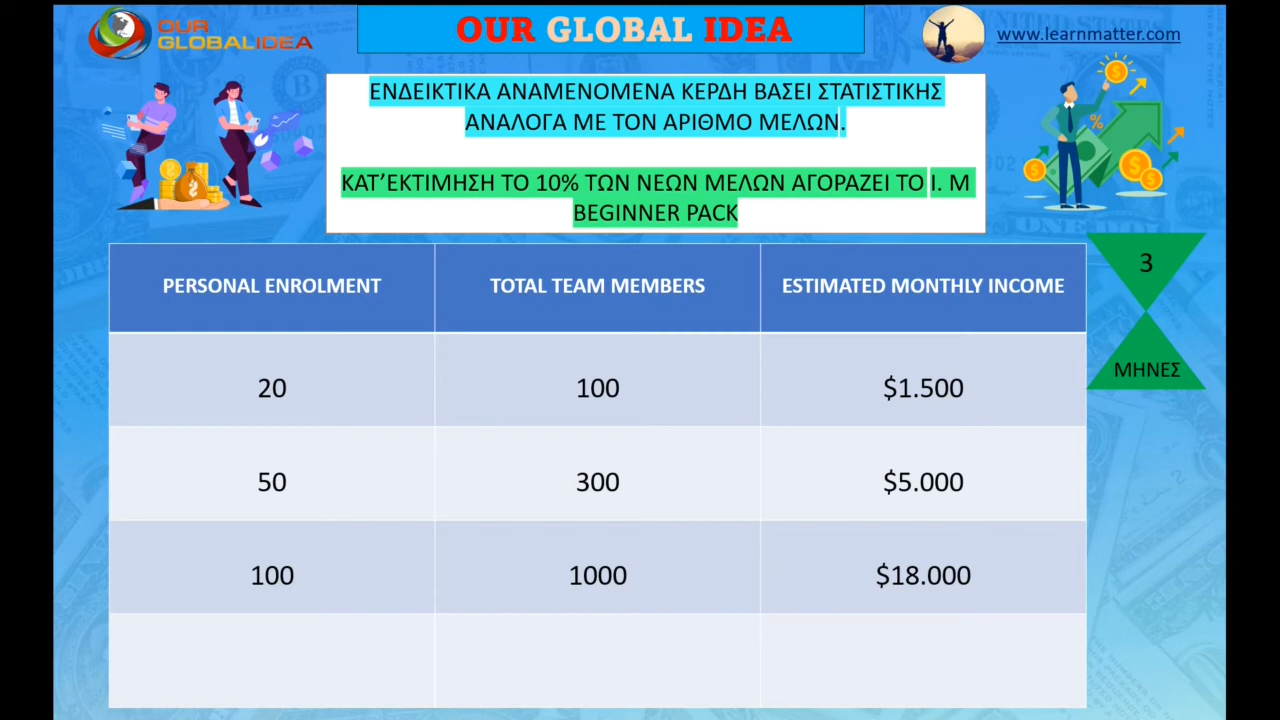 OUR
GLOBALIDEA
OUR GLOBAL IDEA
www.learnmatter.com
ΕΝΔΕΙΚΤΙΚΑ ΑΝΑΜΕΝΟΜΕΝΑ ΚΕΡΔΗ ΒΑΣΕΙ ΣΤΑΤΙΣΤΙΚΗΣ
ΑΝΑΛΟΓΑ ΜΕ ΤΟΝ ΑΡΙΘΜΟ ΜΕΛΩΝ.
ΚΑΤ’ΕΚΤΙΜΗΣΗ ΤΟ 10% ΤΩΝ ΝΕΩΝ ΜΕΛΩΝ ΑΓΟΡΑΖΕΙ ΤΟ I. M
BEGINNER PACK
3
ΜΗΝΕΣ
PERSONAL ENROLMENT TOTAL TEAM MEMBERS ESTIMATED MONTHLY INCOME
20 100 $1.500
50 300 $5.000
100 1000 $18.000